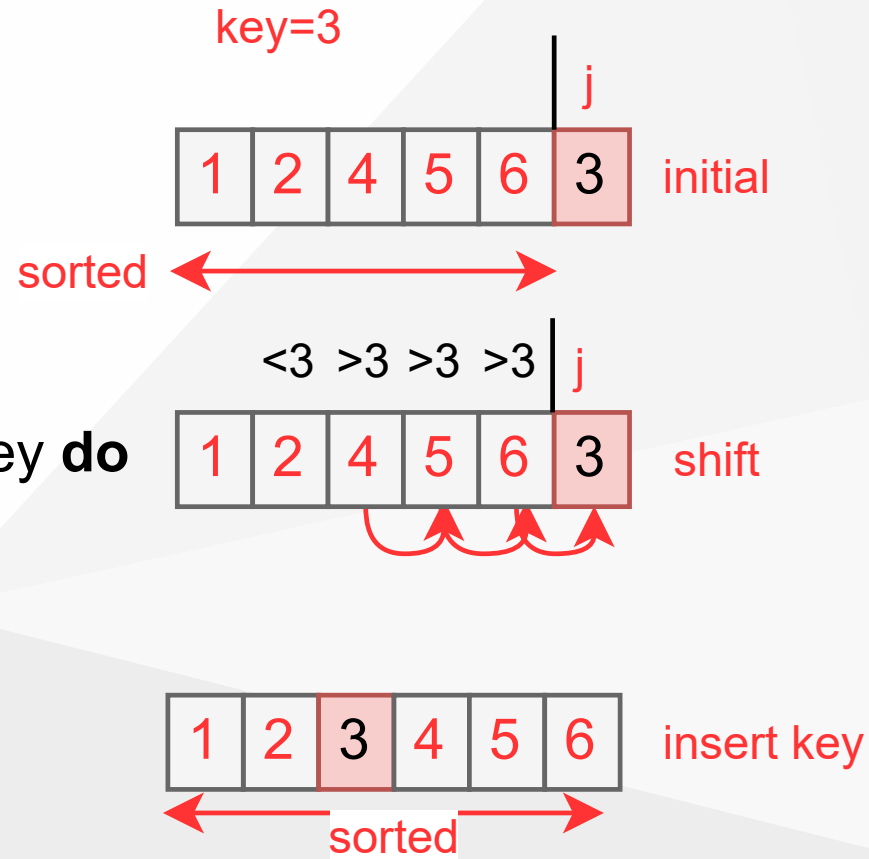 key=3
j
1 2 4 5 6 3 initial
sorted
<3 >3 >3 >3 j
ey do 1 2 4 5 6 3 shift
1 2 3 4 5 6 insert key
sorted